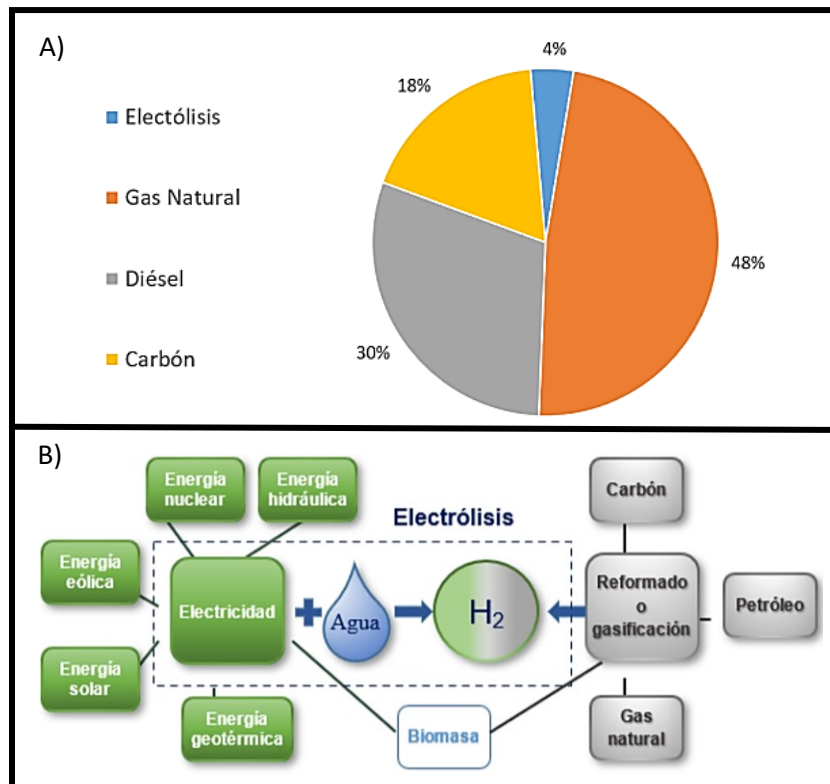 A)
4%
18%
Electólisis
Gas Natural
48%
Diésel
30%
Carbón
B)
Energía
nuclear
Energía
hidráulica
Carbón
Electrólisis
Energía
eólica
Electricidad
Agua
H2
Reformado
o
gasificación
Petróleo
Energía
solar
Energía
geotérmica
Biomasa
Gas
natural